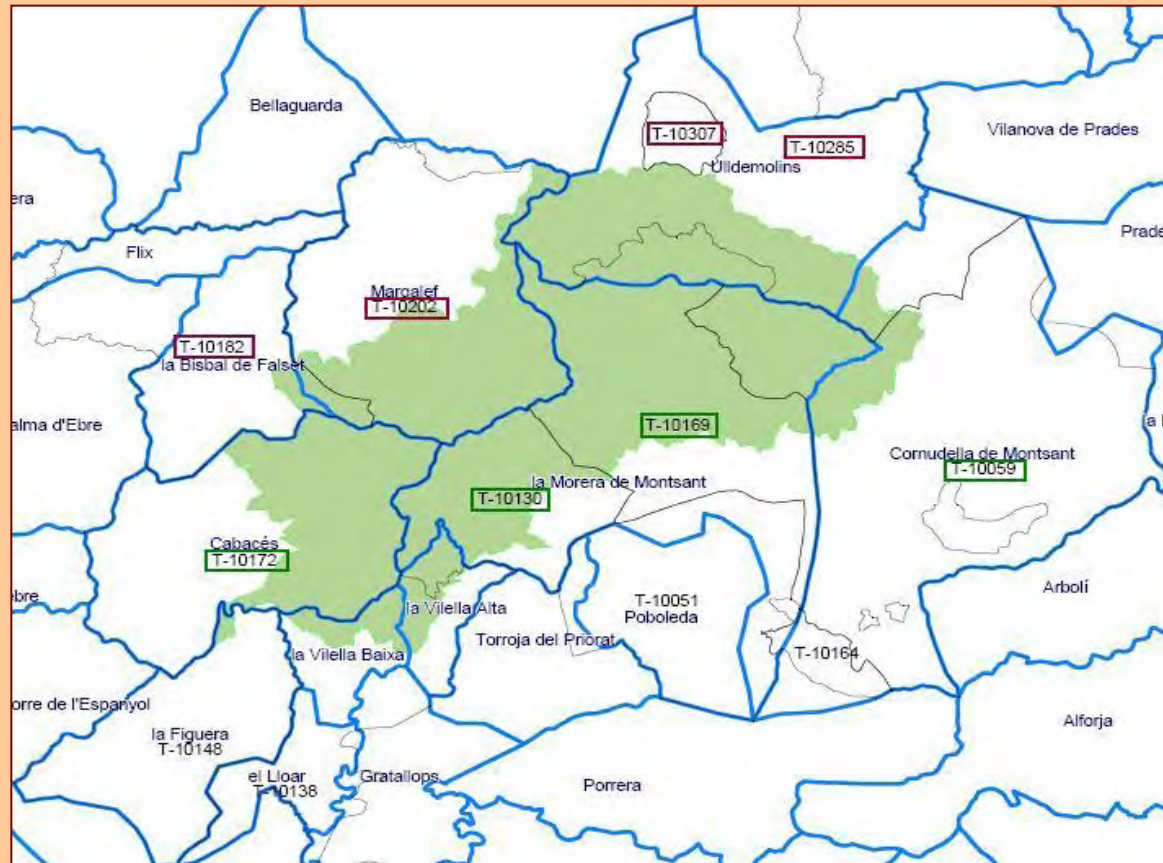 Bellaguarda
T-10307
Vilanova de Prades
T-10285
Ulldemolins
era
Prade
Flix
Margalef
T-10202
T-10182
la Bisbal de Falset
alma d'Ebre
T-10169
Cornudella de Montsant
T-10059
la
la Morera de Montsant
T-10130
Cabacés
T-10172
Arbolí
ebre
T-10051
Poboleda
la Vilella Alta
Torroja del Priorat
T-10164
la Vilella Baixa
orre de l'Espanyol
la Figuera
T-10148
Alforja
el Lloar
T-10138
Gratallops
Porrera